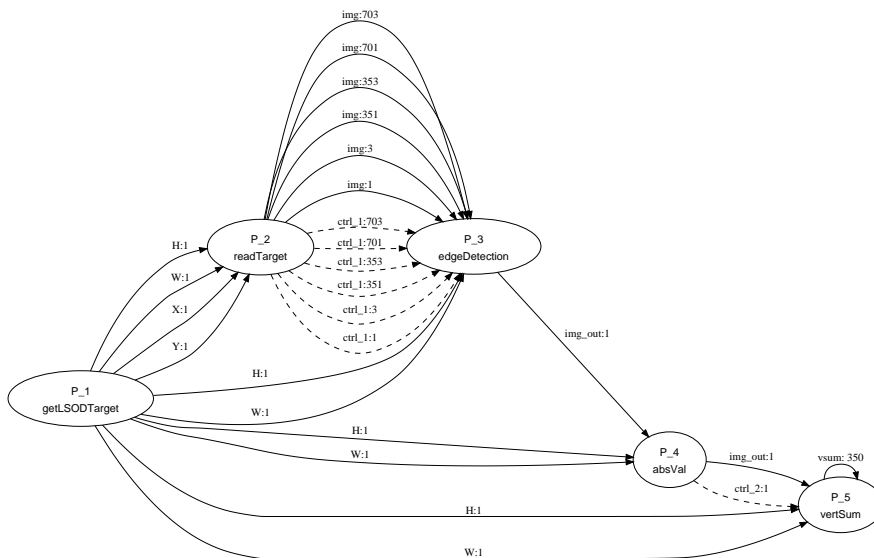 img:703
img:701
img:353
img:351
img:3
img:1
ctrl_1:703
ctrl_1:701
ctrl_1:353
ctrl_1:351
ctrl_1:3
ctrl_1:1
P_2
readTarget
P_3
edgeDetection
H:1
W:1
X:1
Y:1
img_out:1
P_1
getLSODTarget
H:1
W:1
H:1
W:1
P_4
absVal
img_out:1
vsum: 350
ctrl_2:1
P_5
vertSum
H:1
W:1